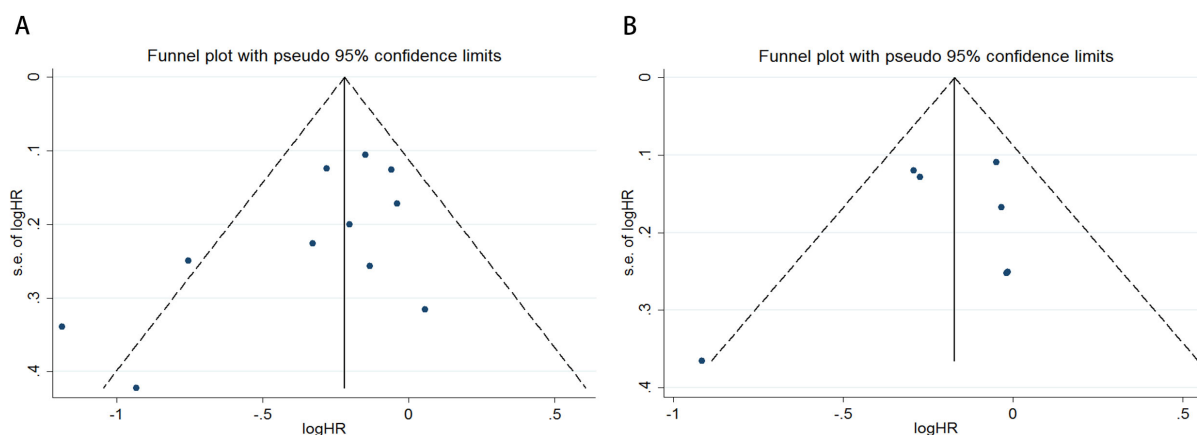 A
Funnel plot with pseudo 95% confidence limits
0
.1
.2
.3
.4
s.e. of logHR
-1
-.5
0
.5
logHR
B
Funnel plot with pseudo 95% confidence limits
0
.1
.2
.3
.4
s.e. of logHR
-1
-.5
0
.5
logHR